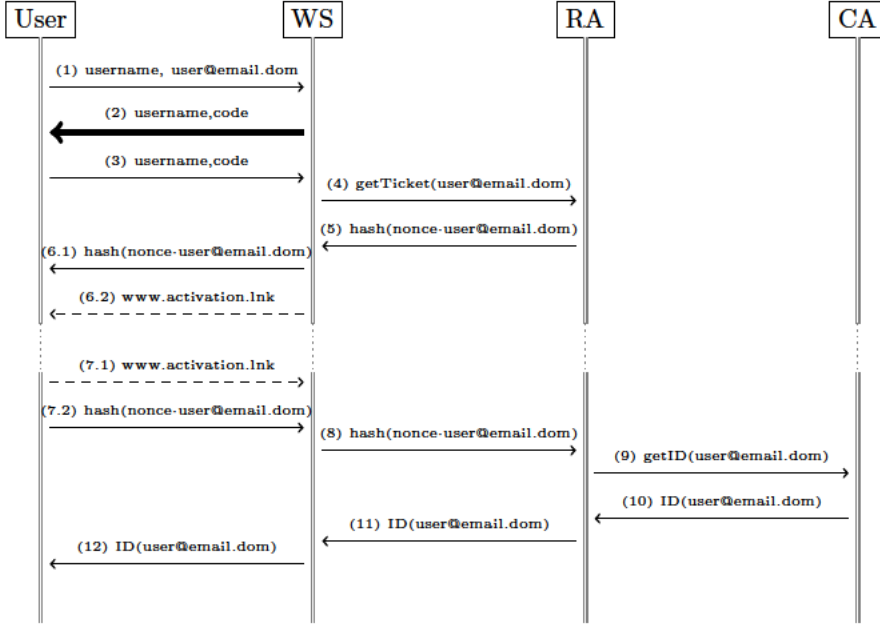 User WS RA CA
(1) username, user@email.dom
(2) username,code
(3) username,code
(4) getTicket(user@email.dom)
(5) hash(nonce-user@email.dom)
(6.1) hash(nonce-user@email.dom)
(6.2) www.activation.lnk
(7.1) www.activation.lnk
(7.2) hash(nonce-user@email.dom)
(8) hash(nonce-user@email.dom)
(9) getID(user@email.dom)
(10) ID(user@email.dom)
(11) ID(user@email.dom)
(12) ID(user@email.dom)